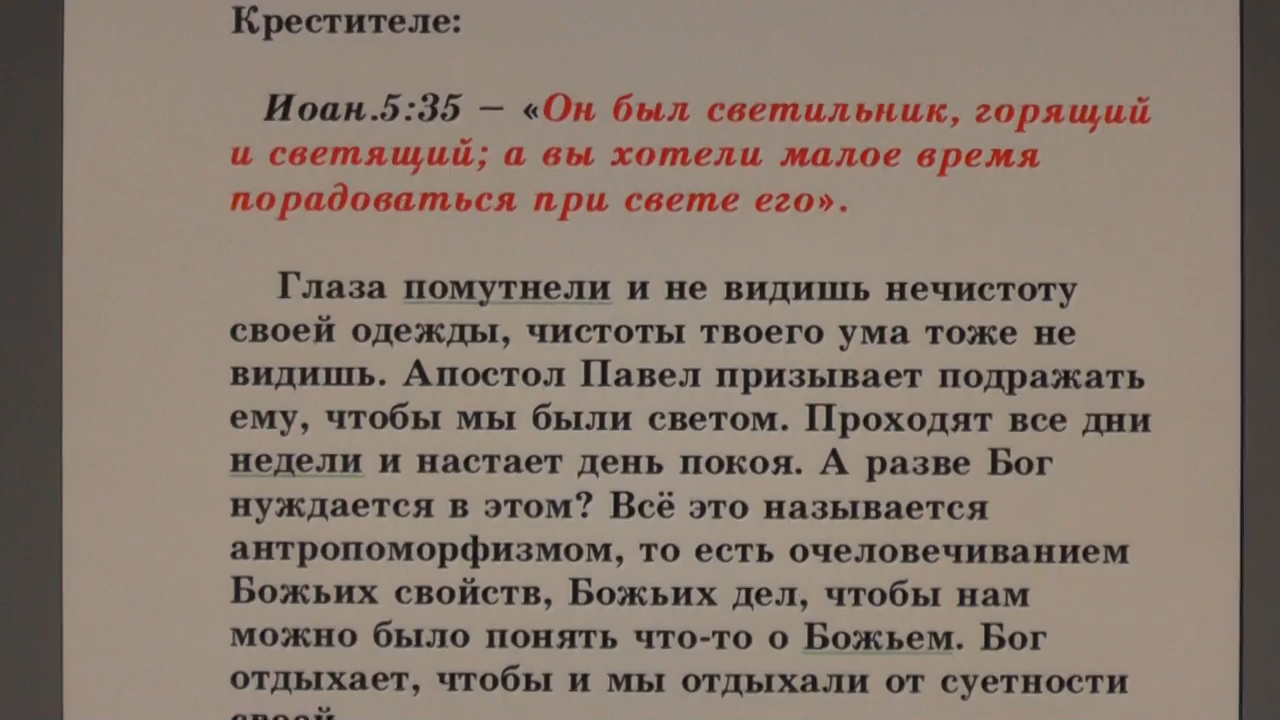 Крестителе:
Иоан.5:35 – «Он был светильник, горящий
и светящий; а вы хотели малое время
порадоваться при свете его».
Глаза помутнели и не видишь нечистоту
своей одежды, чистоты твоего ума тоже не
видишь. Апостол Павел призывает подражать
ему, чтобы мы были светом. Проходят все дни
недели и настает день покоя. А разве Бог
нуждается в этом? Всё это называется
антропоморфизмом, то есть очеловечиванием
Божьих свойств, Божьих дел, чтобы нам
можно было понять что-то о Божьем. Бог
отдыхает, чтобы и мы отдыхали от суетности
своей